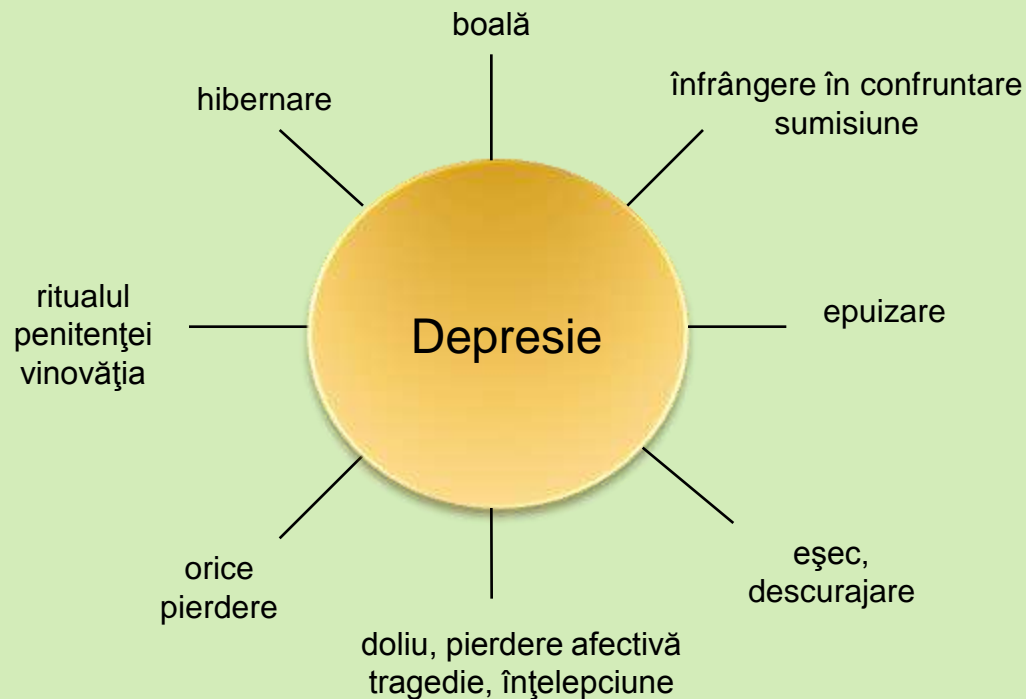 boală
hibernare
înfrângere în confruntare
sumisiune
ritualul
penitenţei
vinovăţia
Depresie
epuizare
orice
pierdere
eşec,
descurajare
doliu, pierdere afectivă
tragedie, înţelepciune